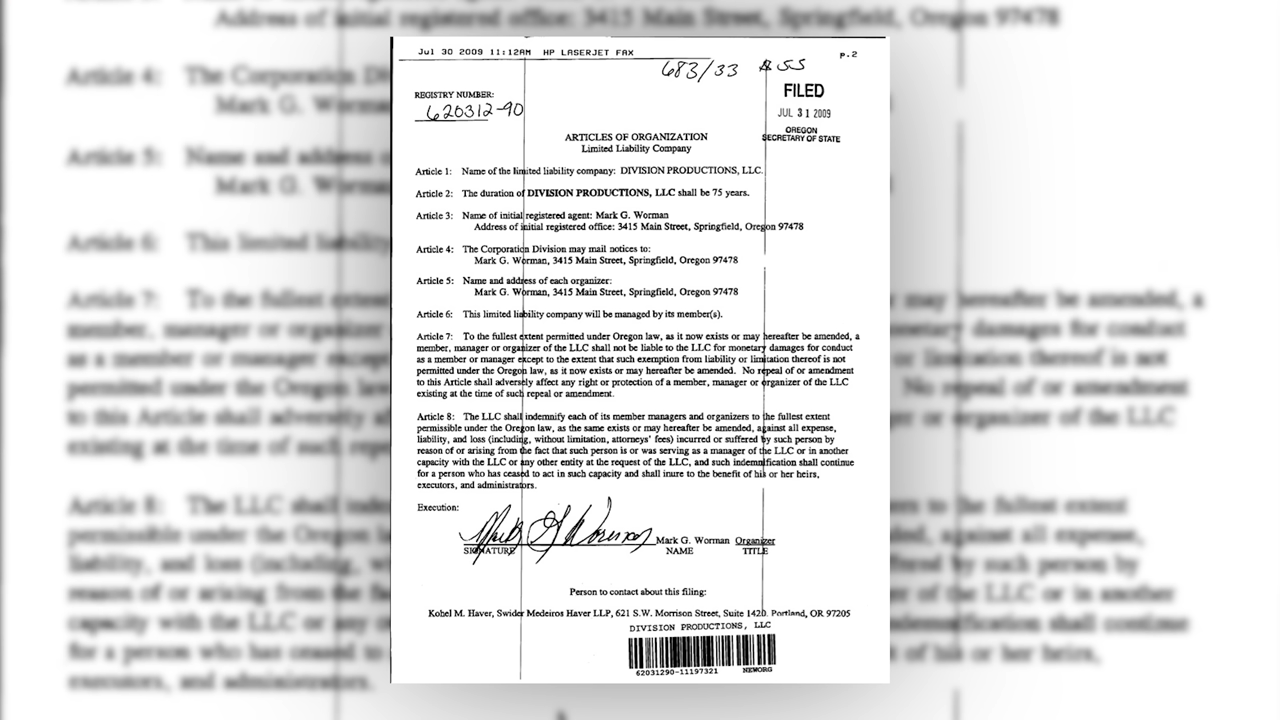 Jul 30 2009 11:12AM HP LASERJET FAX
p.2
683/33 $55
REGISTRY NUMBER:
620312-90
FILED
JUL 31 2009
OREGON
SECRETARY OF STATE
ARTICLES OF ORGANIZATION
Limited Liability Company
Article 1: Name of the limited liability company: DIVISION PRODUCTIONS, LLC.
Article 2: The duration of DIVISION PRODUCTIONS, LLC shall be 75 years.
Article 3: Name of initial registered agent: Mark G. Worman
Address of initial registered office: 3415 Main Street, Springfield, Oregon 97478
Article 4: The Corporation Division may mail notices to:
Mark G. Worman, 3415 Main Street, Springfield, Oregon 97478
Article 5: Name and address of each organizer:
Mark G. Worman, 3415 Main Street, Springfield, Oregon 97478
Article 6: This limited liability company will be managed by its member(s).
Article 7: To the fullest extent permitted under Oregon law, as it now exists or may hereafter be amended, a
member, manager or organizer of the LLC shall not be liable to the LLC for monetary damages for conduct
as a member or manager except to the extent that such exemption from liability or limitation thereof is not
permitted under the Oregon law, as it now exists or may hereafter be amended. No repeal of or amendment
to this Article shall adversely affect any right or protection of a member, manager or organizer of the LLC
existing at the time of such repeal or amendment.
Article 8: The LLC shall indemnify each of its member managers and organizers to the fullest extent
permissible under the Oregon law, as the same exists or may hereafter be amended, against all expense,
liability, and loss (including, without limitation, attorneys' fees) incurred or suffered by such person by
reason of or arising from the fact that such person is or was serving as a manager of the LLC or in another
capacity with the LLC or any other entity at the request of the LLC, and such indemnification shall continue
for a person who has ceased to act in such capacity and shall inure to the benefit of his or her heirs,
executors, and administrators.
Execution:
Mark G Worman Mark G. Worman Organizer
SIGNATURE NAME TITLE
Person to contact about this filing:
Kohel M. Haver, Swider Medeiros Haver LLP, 621 S.W. Morrison Street, Suite 1420, Portland, OR 97205
DIVISION PRODUCTIONS, LLC
62031290-11197321 NEWORG